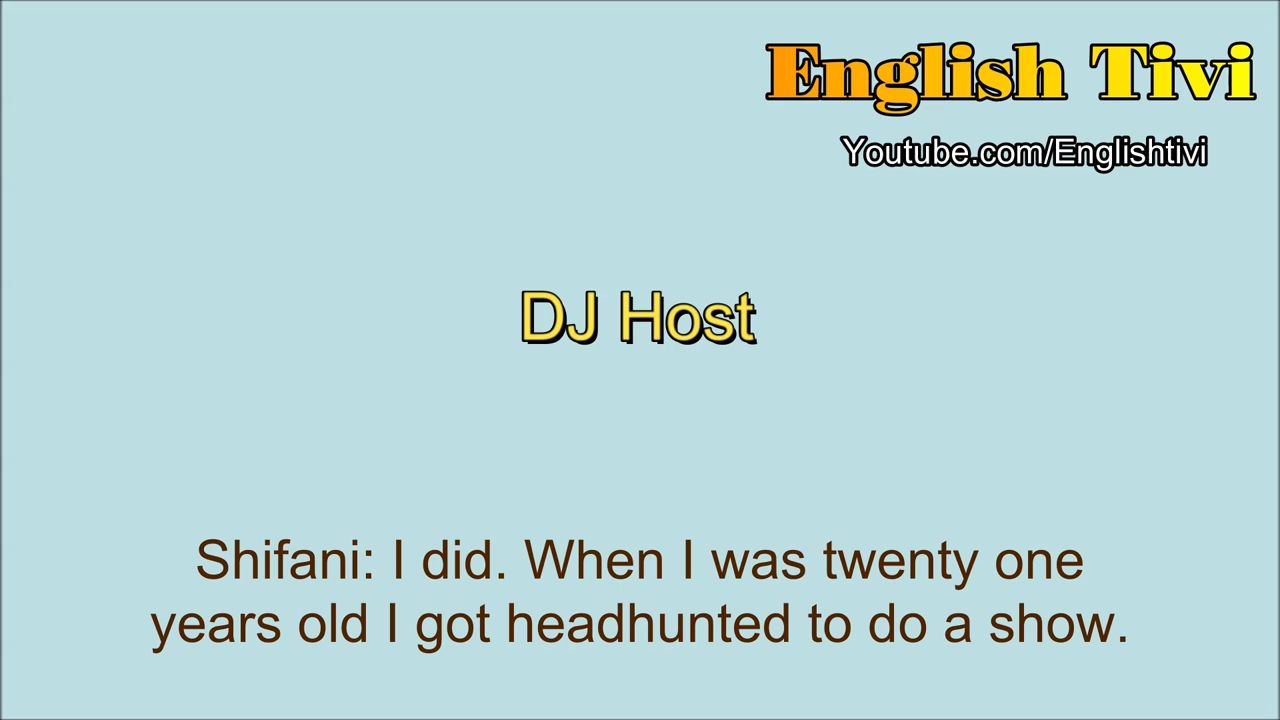 English Tivi
Youtube.com/Englishtivi
DJ Host
Shifani: I did. When I was twenty one
years old I got headhunted to do a show.